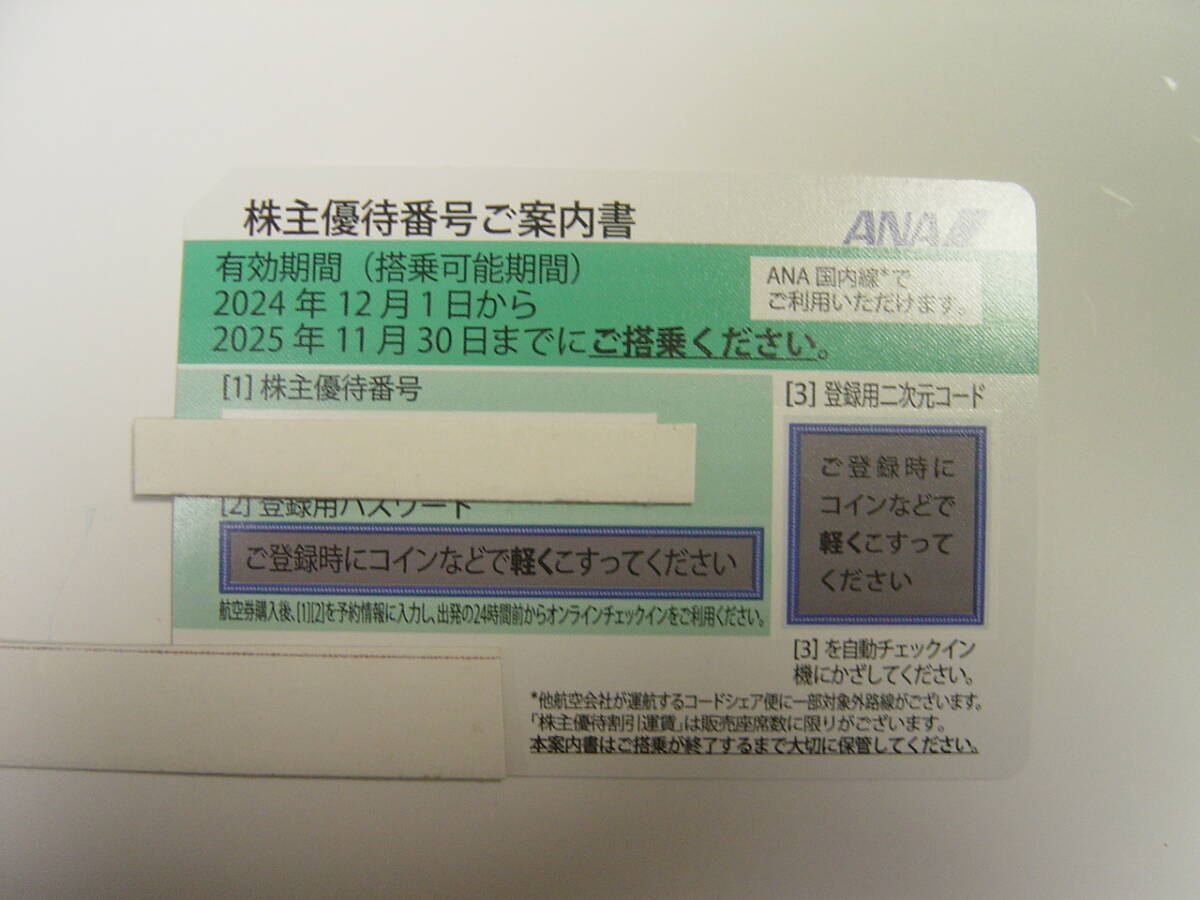 株主優待番号ご案内書
ANA
有効期間（搭乗可能期間）
2024年12月1日から
2025年11月30日までにご搭乗ください。
ANA国内線*で
ご利用いただけます。
[1]株主優待番号
[2]登録用パスワード
ご登録時にコインなどで軽くこすってください
航空券購入後、[1][2]を予約情報に入力し、出発の24時間前からオンラインチェックインをご利用ください。
[3]登録用二次元コード
ご登録時に
コインなどで
軽くこすって
ください
[3]を自動チェックイン
機にかざしてください。
*他航空会社が運航するコードシェア便に一部対象外路線がございます。
「株主優待割引運賃」は販売座席数に限りがございます。
本案内書はご搭乗が終了するまで大切に保管してください。